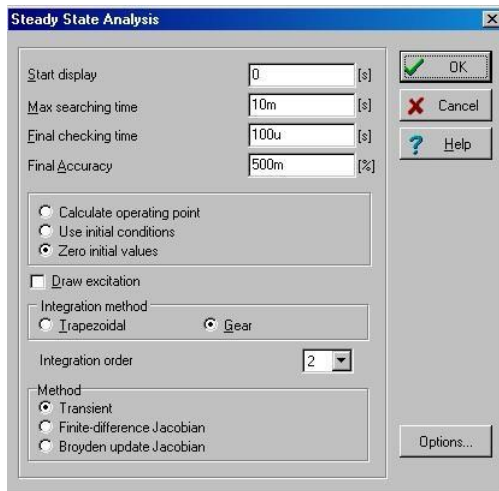 Steady State Analysis
Start display 0 [s]
Max searching time 10m [s]
Final checking time 100u [s]
Final Accuracy 500m [%]
Calculate operating point
Use initial conditions
Zero initial values
Draw excitation
Integration method
Trapezoidal Gear
Integration order 2
Method
Transient
Finite-difference Jacobian
Broyden update Jacobian
OK
Cancel
? Help
Options...